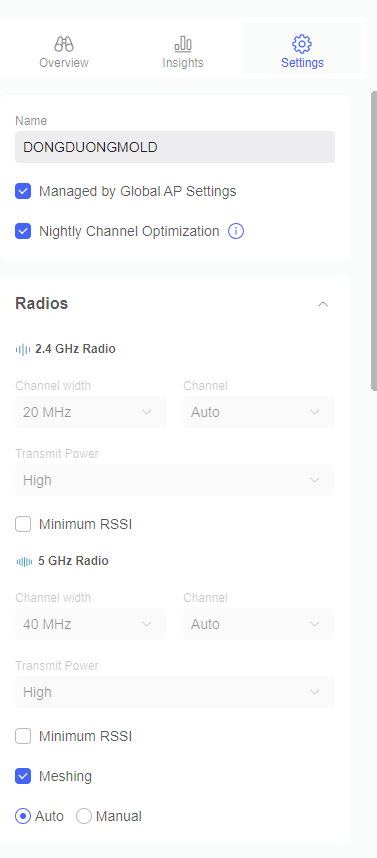 Overview Insights Settings
Name
DONGDUONGMOLD
Managed by Global AP Settings
Nightly Channel Optimization
Radios
2.4 GHz Radio
Channel width Channel
20 MHz Auto
Transmit Power
High
Minimum RSSI
5 GHz Radio
Channel width Channel
40 MHz Auto
Transmit Power
High
Minimum RSSI
Meshing
Auto Manual